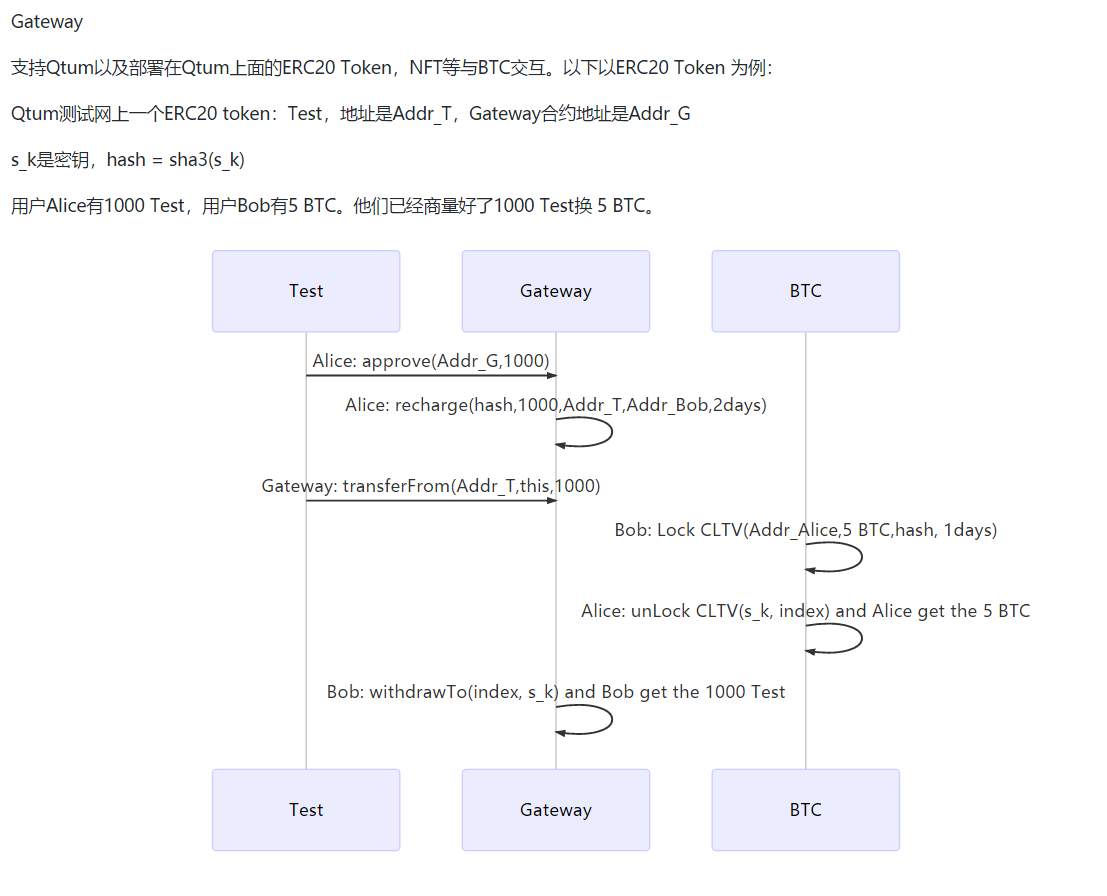 Gateway
支持Qtum以及部署在Qtum上面的ERC20 Token，NFT等与BTC交互。以下以ERC20 Token 为例：
Qtum测试网上一个ERC20 token：Test，地址是Addr_T，Gateway合约地址是Addr_G
s_k是密钥，hash = sha3(s_k)
用户Alice有1000 Test，用户Bob有5 BTC。他们已经商量好了1000 Test换 5 BTC。
Test
Gateway
BTC
Alice: approve(Addr_G,1000)
Alice: recharge(hash,1000,Addr_T,Addr_Bob,2days)
Gateway: transferFrom(Addr_T,this,1000)
Bob: Lock CLTV(Addr_Alice,5 BTC,hash, 1days)
Alice: unLock CLTV(s_k, index) and Alice get the 5 BTC
Bob: withdrawTo(index, s_k) and Bob get the 1000 Test
Test
Gateway
BTC